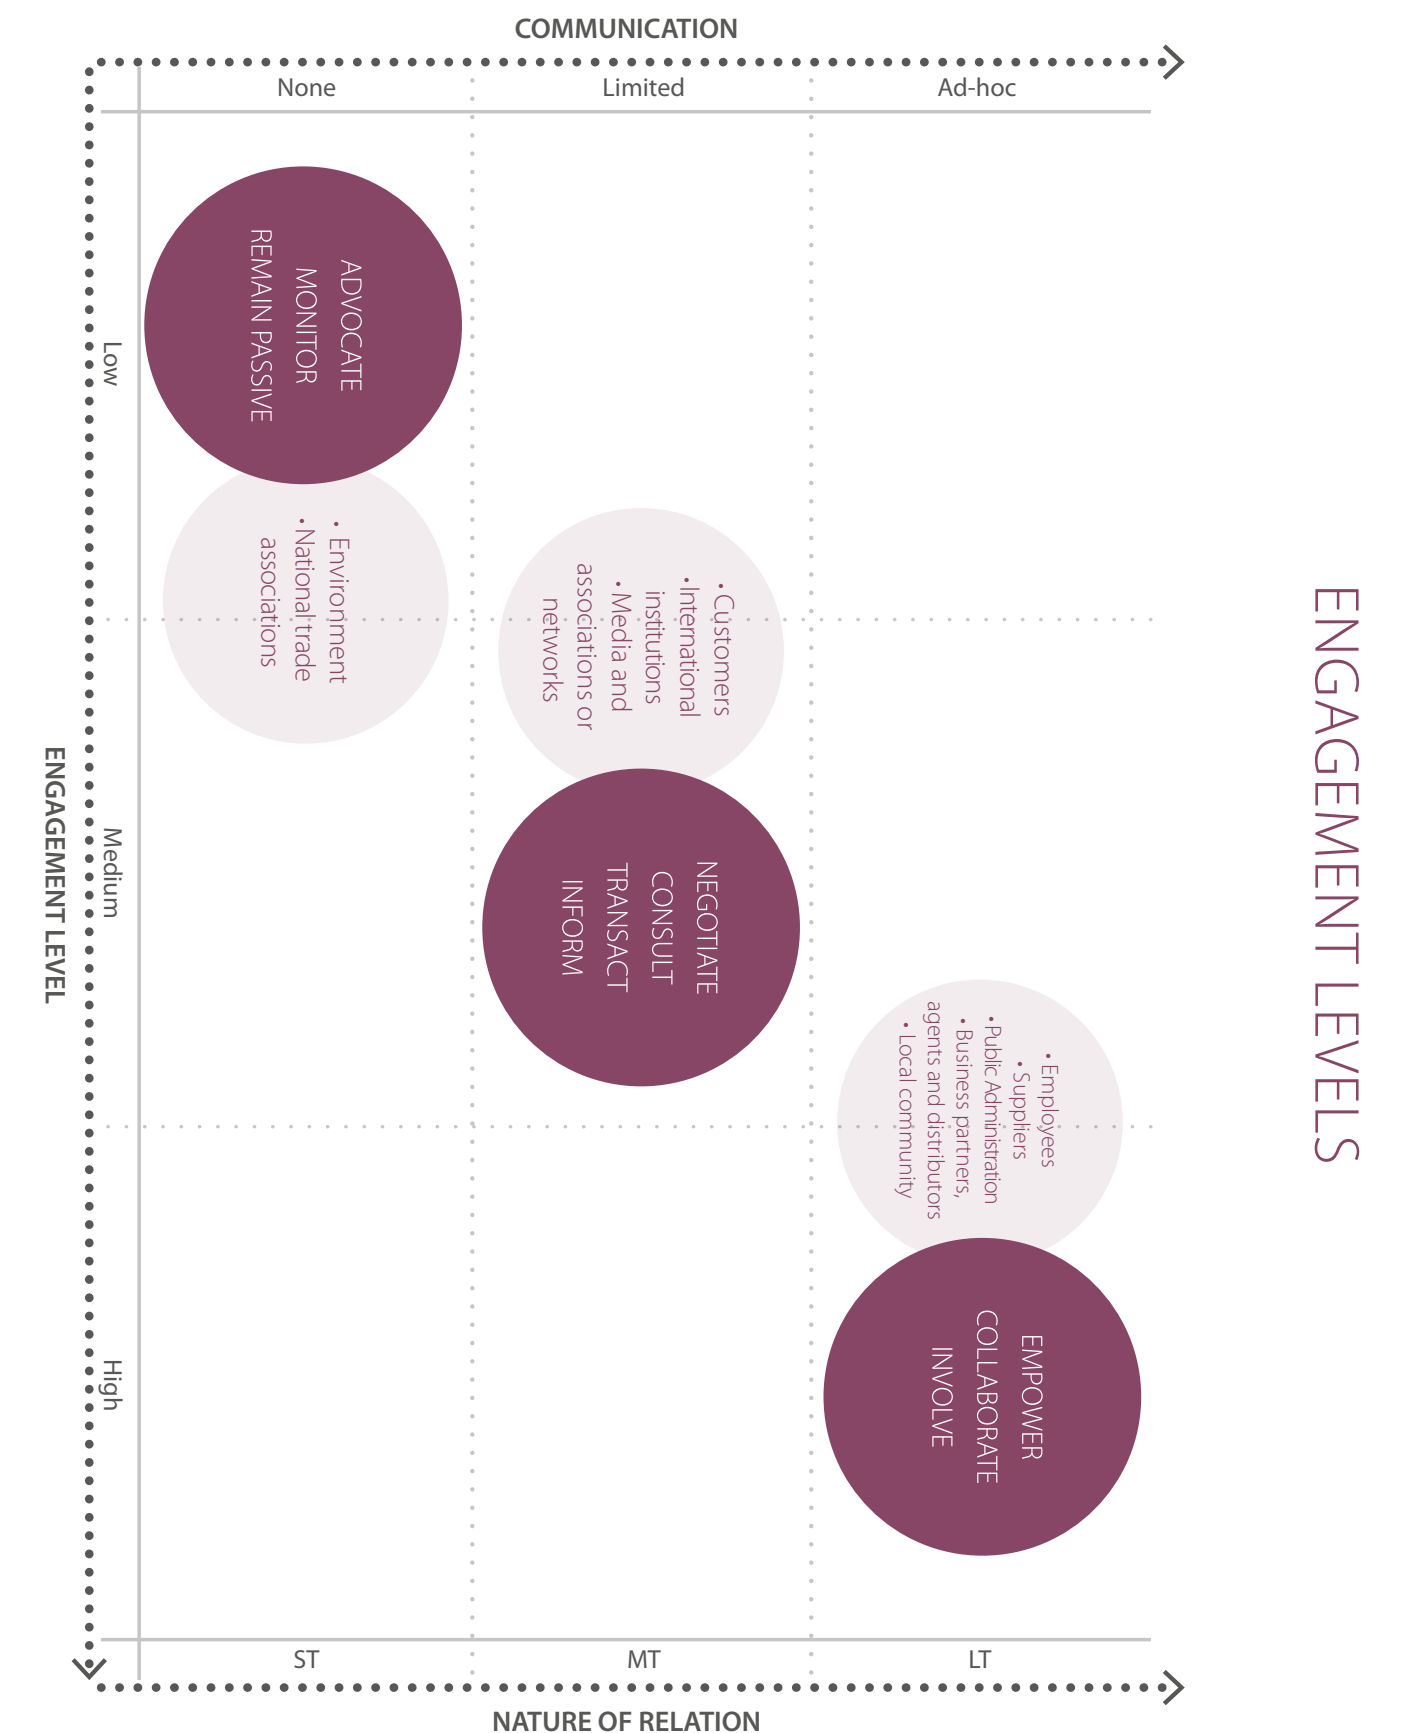 ENGAGEMENT LEVELS
COMMUNICATION
None
Limited
Ad-hoc
ENGAGEMENT LEVEL
Low
Medium
High
ADVOCATE
MONITOR
REMAIN PASSIVE
• Environment
• National trade
associations
• Customers
• International
institutions
• Media and
associations or
networks
NEGOTIATE
CONSULT
TRANSACT
INFORM
• Employees
• Suppliers
• Public Administration
• Business partners,
agents and distributors
• Local community
EMPOWER
COLLABORATE
INVOLVE
ST
MT
LT
NATURE OF RELATION